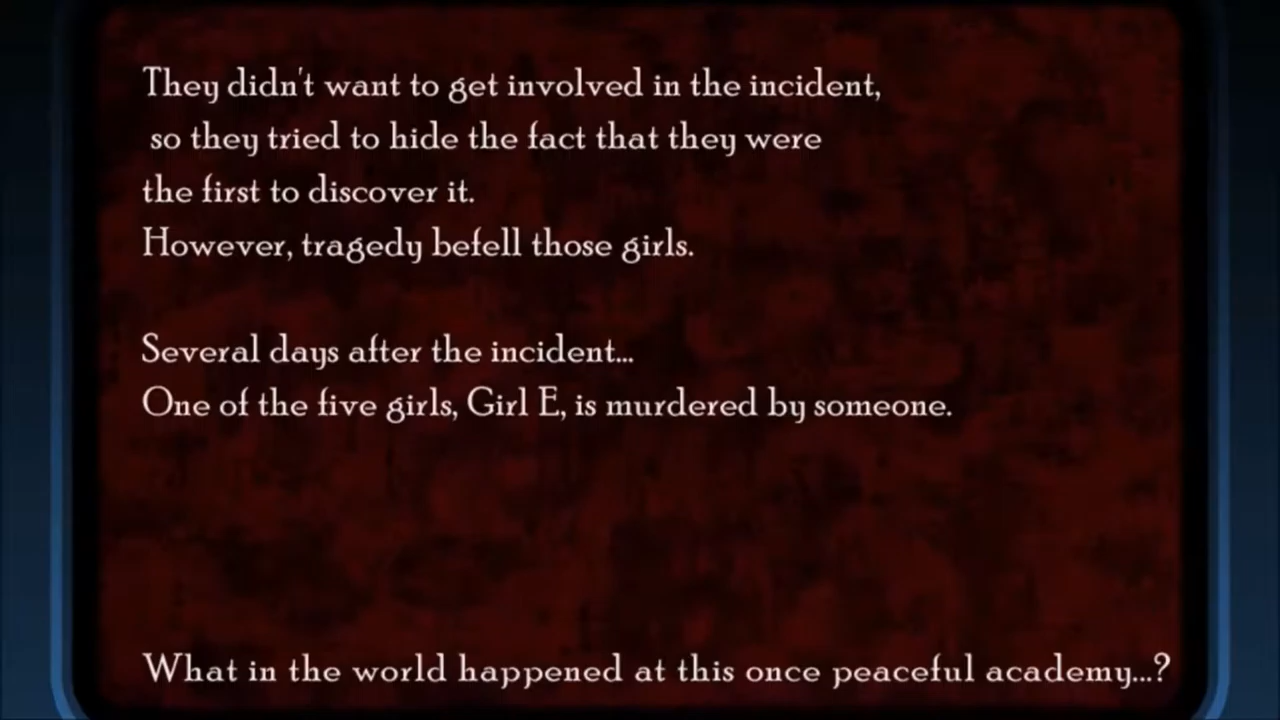 They didn't want to get involved in the incident,
so they tried to hide the fact that they were
the first to discover it.
However, tragedy befell those girls.
Several days after the incident...
One of the five girls, Girl E, is murdered by someone.
What in the world happened at this once peaceful academy...?